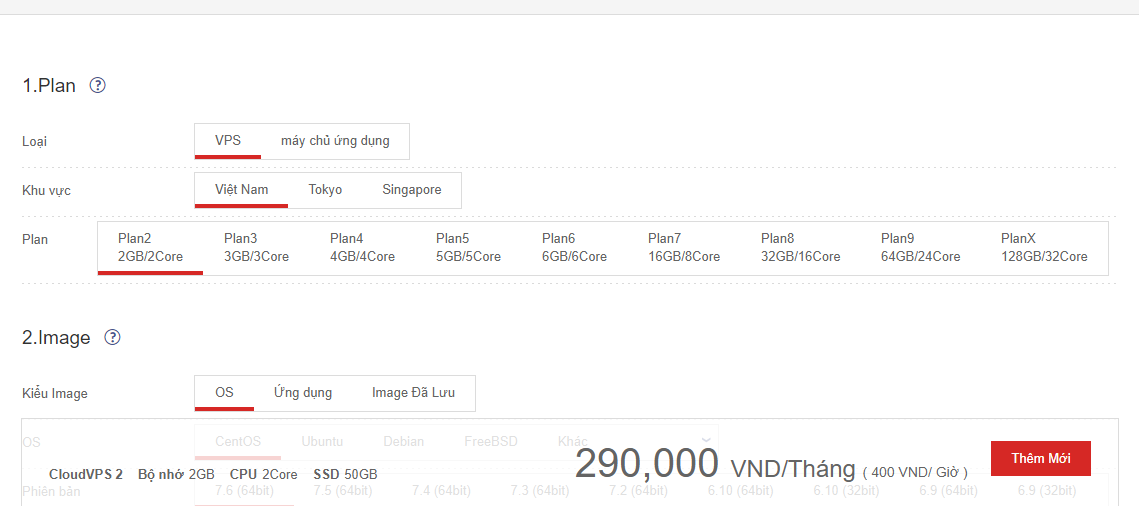 1.Plan ?
Loại VPS máy chủ ứng dụng
Khu vực Việt Nam Tokyo Singapore
Plan Plan2 Plan3 Plan4 Plan5 Plan6 Plan7 Plan8 Plan9 PlanX
2GB/2Core 3GB/3Core 4GB/4Core 5GB/5Core 6GB/6Core 16GB/8Core 32GB/16Core 64GB/24Core 128GB/32Core
2.Image ?
Kiểu Image OS Ứng dụng Image Đã Lưu
OS CentOS Ubuntu Debian FreeBSD Khác
CloudVPS 2 Bộ nhớ 2GB CPU 2Core SSD 50GB 290,000 VND/Tháng ( 400 VND/ Giờ ) Thêm Mới
Phiên bản 7.6 (64bit) 7.5 (64bit) 7.4 (64bit) 7.3 (64bit) 7.2 (64bit) 6.10 (64bit) 6.10 (32bit) 6.9 (64bit) 6.9 (32bit)